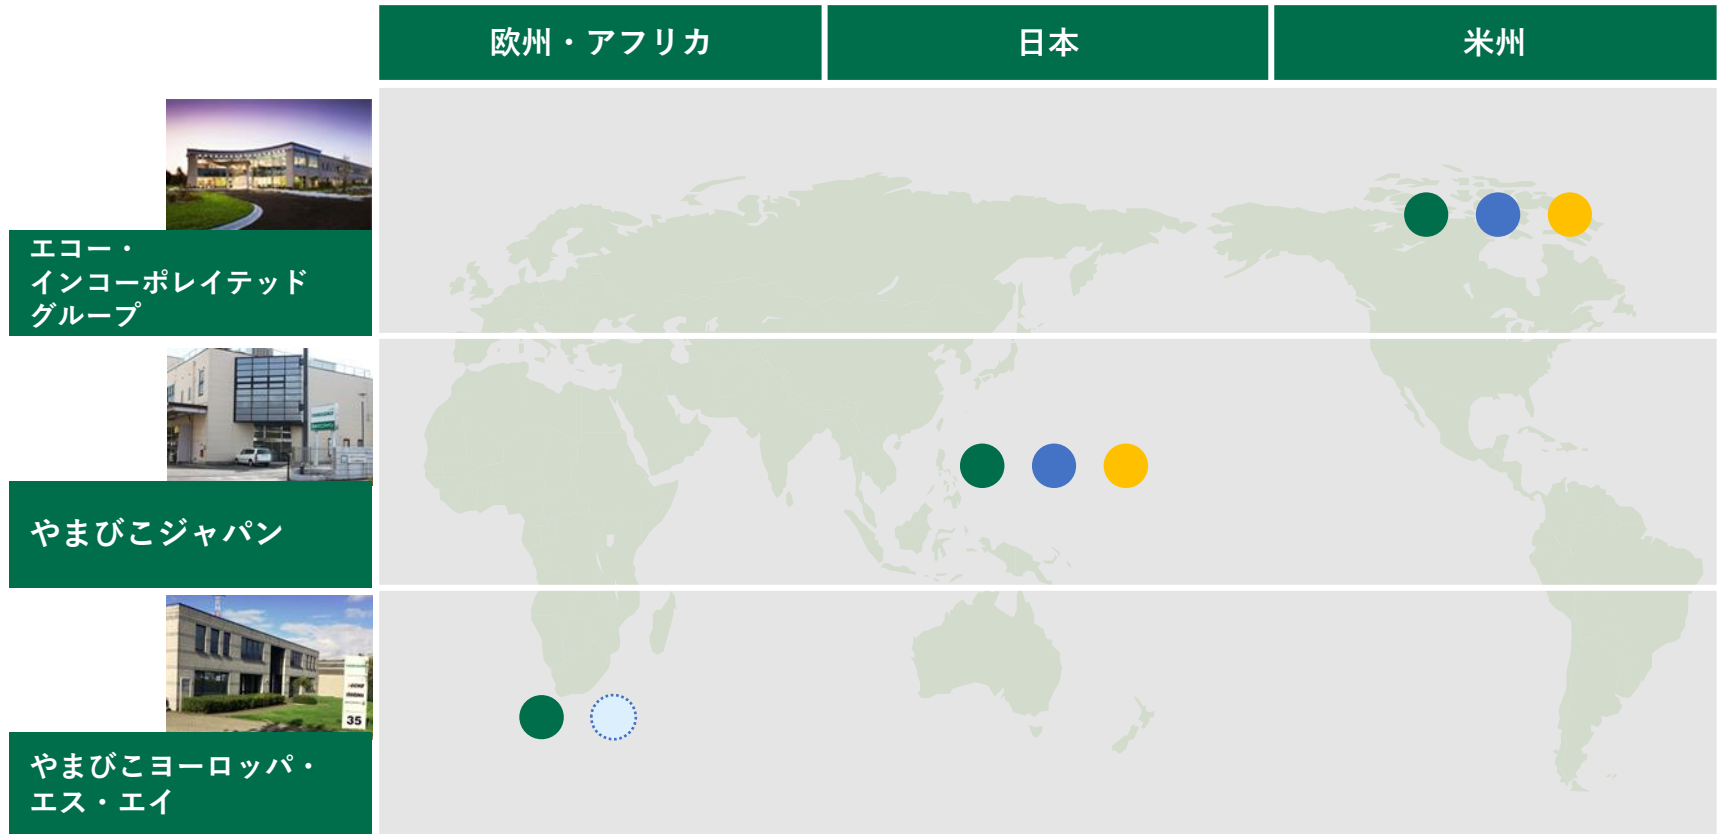 欧州・アフリカ
日本
米州
エコー・
インコーポレイテッド
グループ
やまびこジャパン
35
やまびこヨーロッパ・
エス・エイ